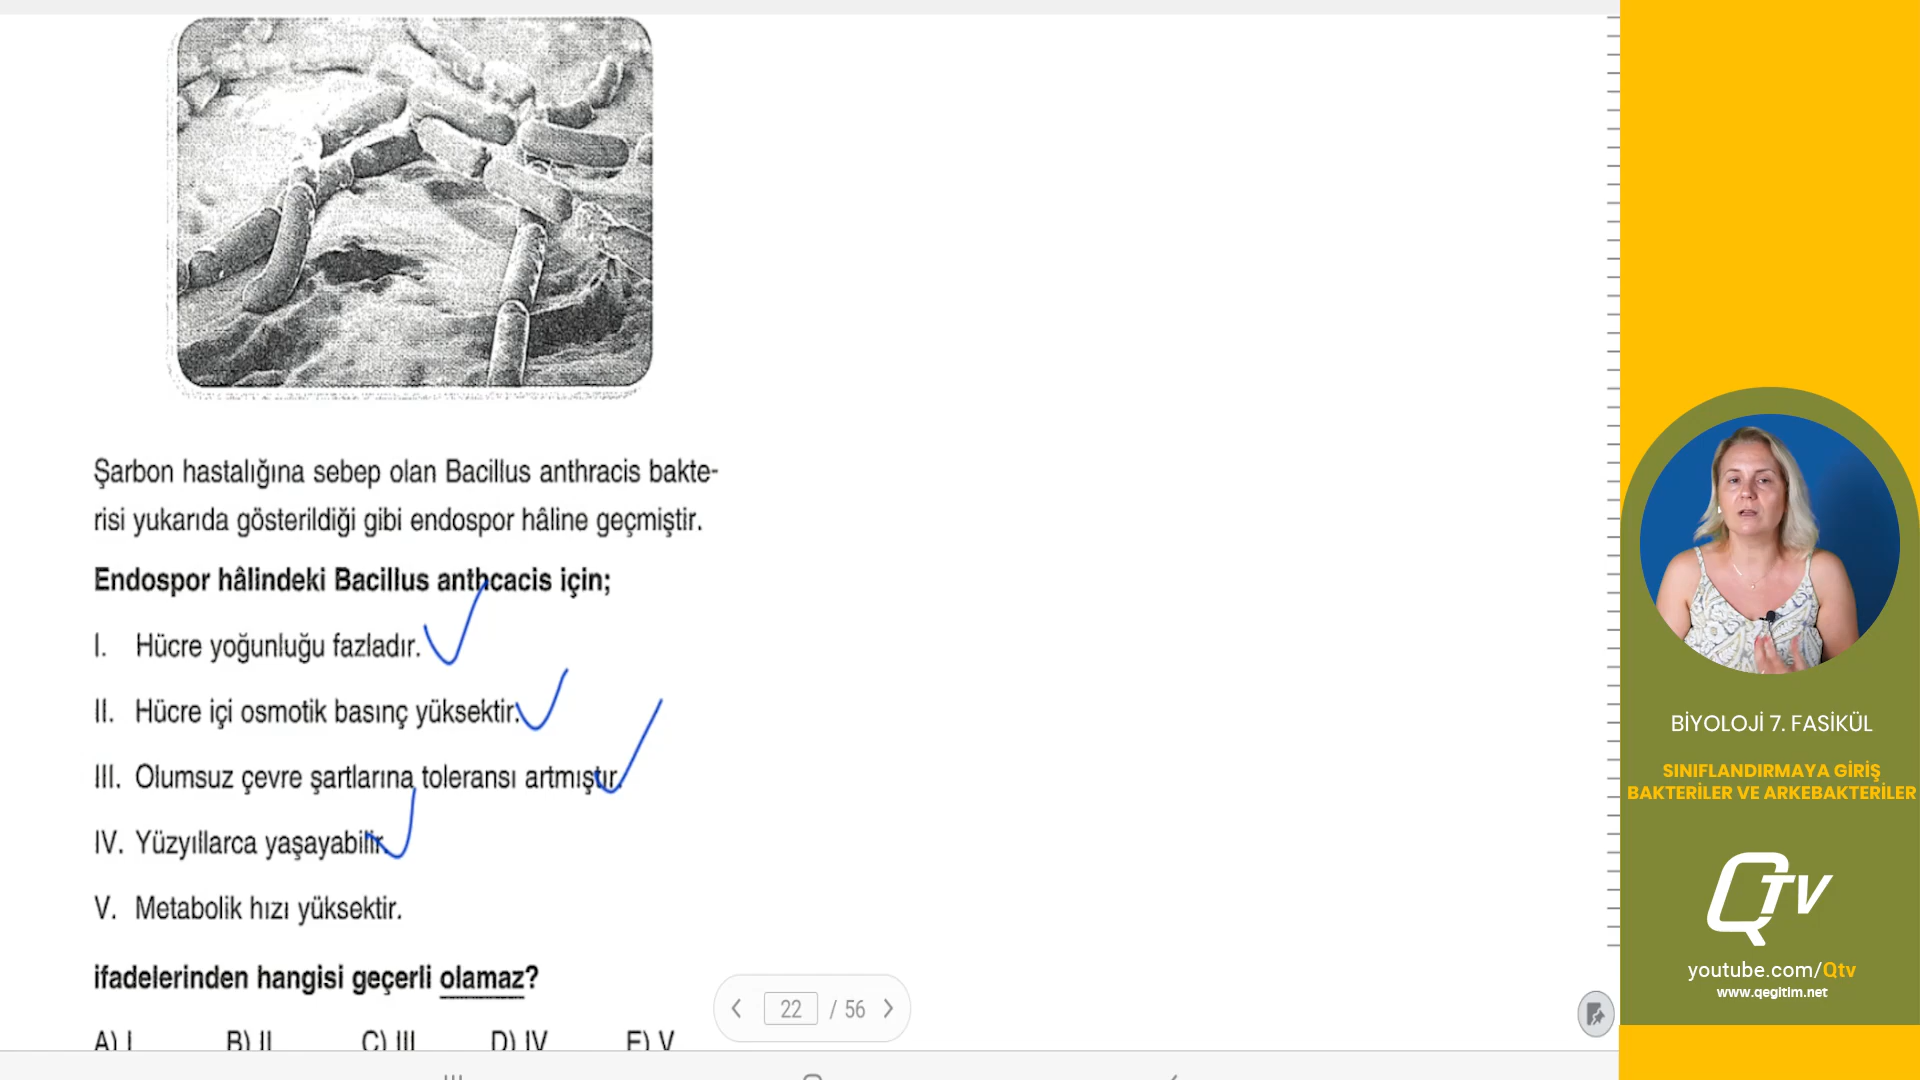 Şarbon hastalığına sebep olan Bacillus anthracis bakte-
risi yukarıda gösterildiği gibi endospor hâline geçmiştir.
Endospor hâlindeki Bacillus anthcacis için;
I. Hücre yoğunluğu fazladır.
II. Hücre içi osmotik basınç yüksektir.
III. Olumsuz çevre şartlarına toleransı artmıştır.
IV. Yüzyıllarca yaşayabilir.
V. Metabolik hızı yüksektir.
ifadelerinden hangisi geçerli olamaz?
A) I B) II C) III D) IV E) V
22 / 56
BİYOLOJİ 7. FASİKÜL
SINIFLANDIRMAYA GİRİŞ
BAKTERİLER VE ARKEBAKTERİLER
QTV
youtube.com/Qtv
www.qegitim.net